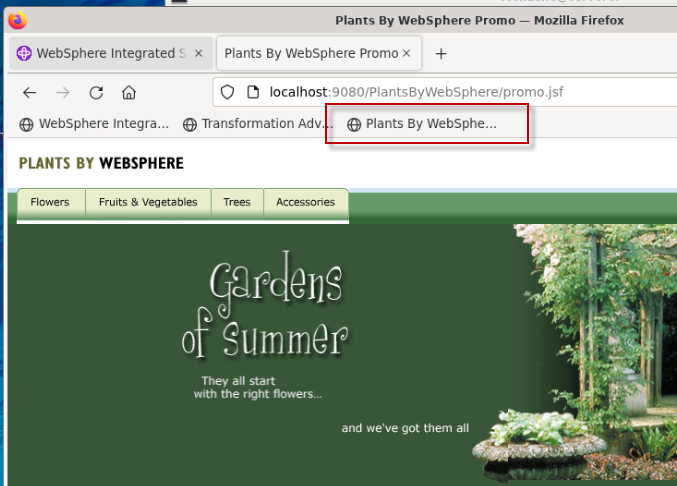 Plants By WebSphere Promo — Mozilla Firefox
WebSphere Integrated S
Plants By WebSphere Promo
localhost:9080/PlantsByWebSphere/promo.jsf
WebSphere Integra...
Transformation Adv...
Plants By WebSphe...
PLANTS BY WEBSPHERE
Flowers
Fruits & Vegetables
Trees
Accessories
Gardens
of Summer
They all start
with the right flowers...
and we've got them all